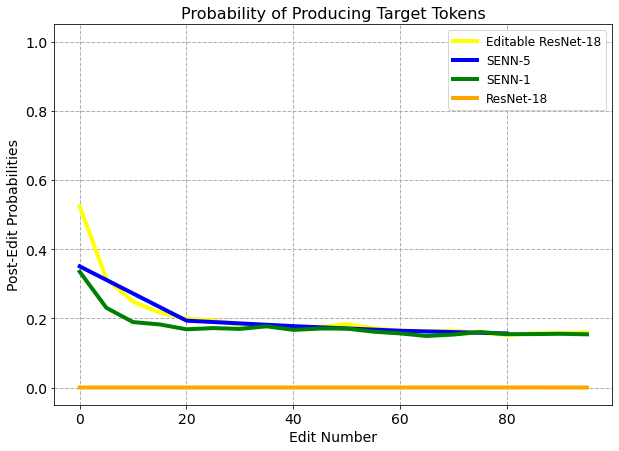 Probability of Producing Target Tokens
Editable ResNet-18
SENN-5
SENN-1
ResNet-18
Post-Edit Probabilities
1.0
0.8
0.6
0.4
0.2
0.0
0 20 40 60 80
Edit Number